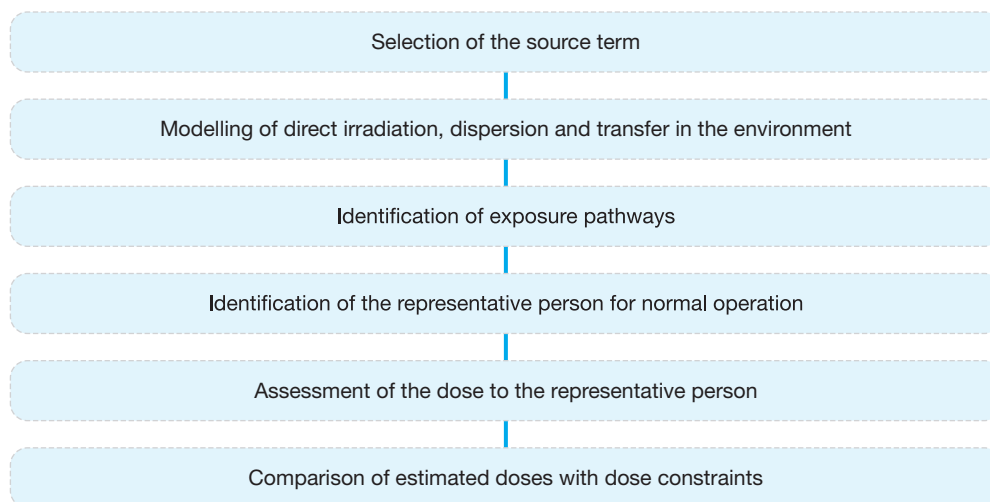 Selection of the source term
Modelling of direct irradiation, dispersion and transfer in the environment
Identification of exposure pathways
Identification of the representative person for normal operation
Assessment of the dose to the representative person
Comparison of estimated doses with dose constraints